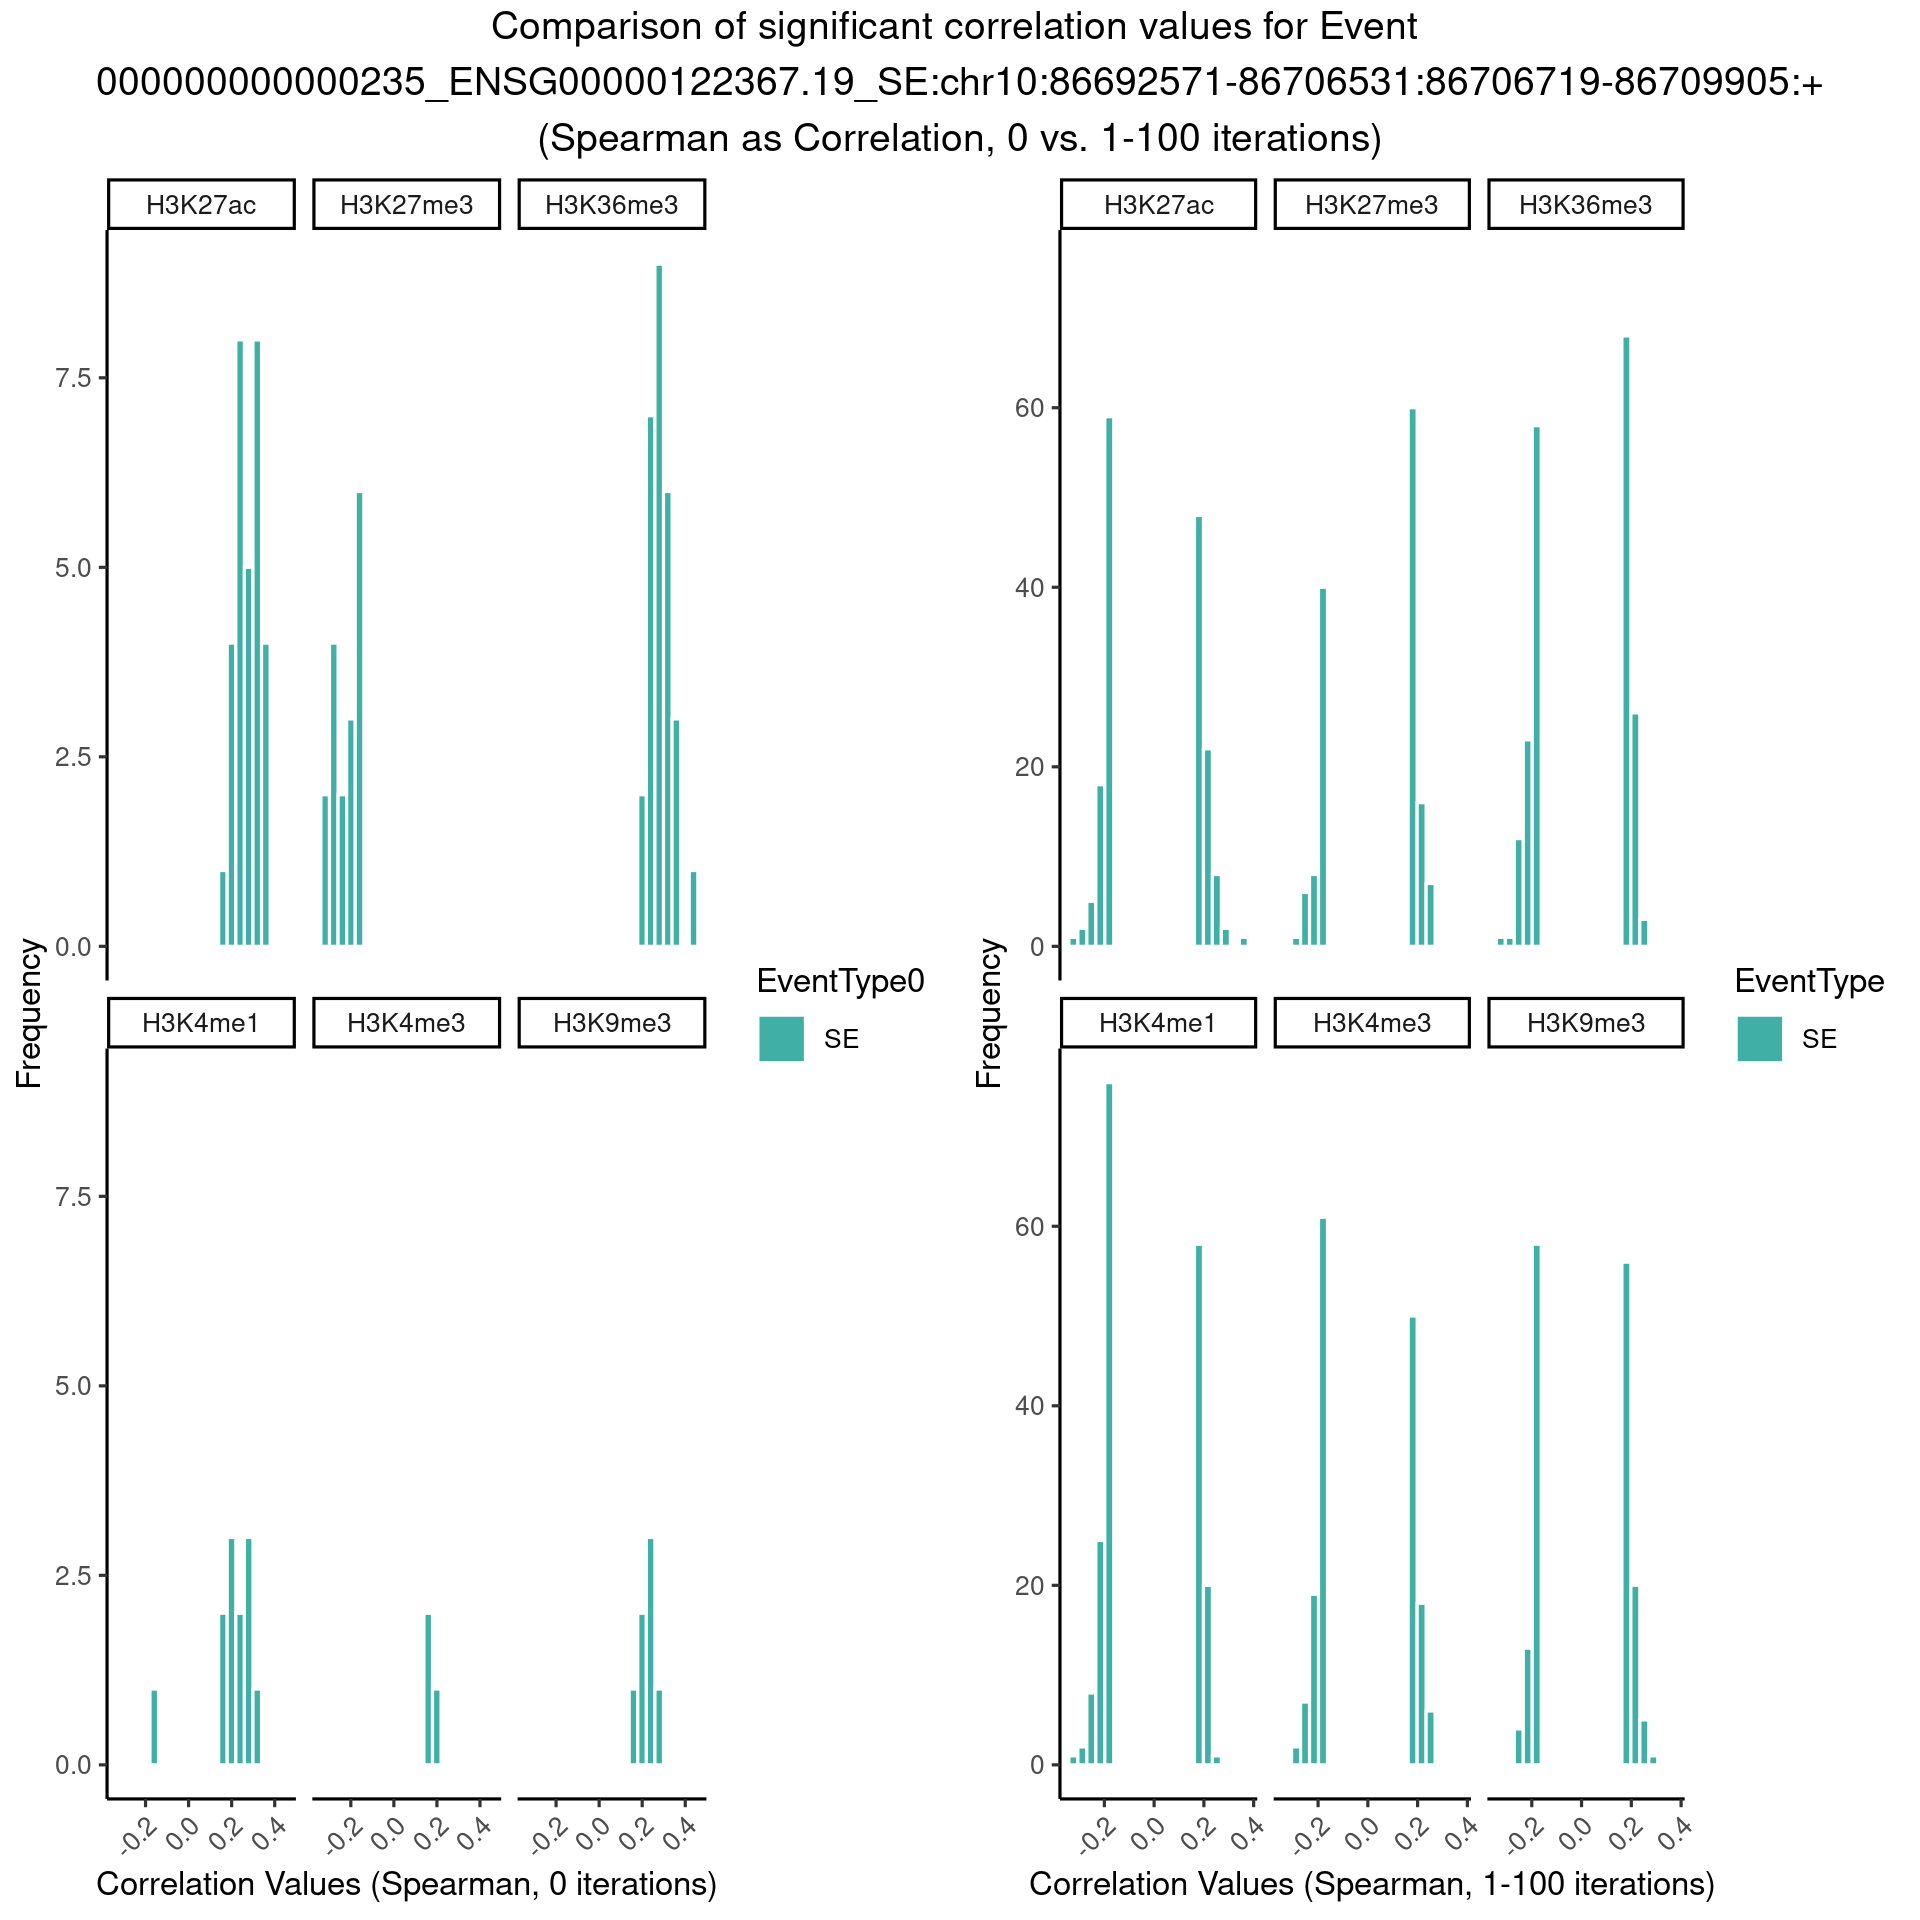 Comparison of significant correlation values for Event
000000000000235_ENSG00000122367.19_SE:chr10:86692571-86706531:86706719-86709905:+
(Spearman as Correlation, 0 vs. 1-100 iterations)
H3K27ac H3K27me3 H3K36me3
7.5
5.0
2.5
0.0
H3K4me1 H3K4me3 H3K9me3
7.5
5.0
2.5
0.0
-0.2 0.0 0.2 0.4 -0.2 0.0 0.2 0.4 -0.2 0.0 0.2 0.4
Frequency
Correlation Values (Spearman, 0 iterations)
EventType0
SE
H3K27ac H3K27me3 H3K36me3
60
40
20
0
H3K4me1 H3K4me3 H3K9me3
60
40
20
0
-0.2 0.0 0.2 0.4 -0.2 0.0 0.2 0.4 -0.2 0.0 0.2 0.4
Frequency
Correlation Values (Spearman, 1-100 iterations)
EventType
SE